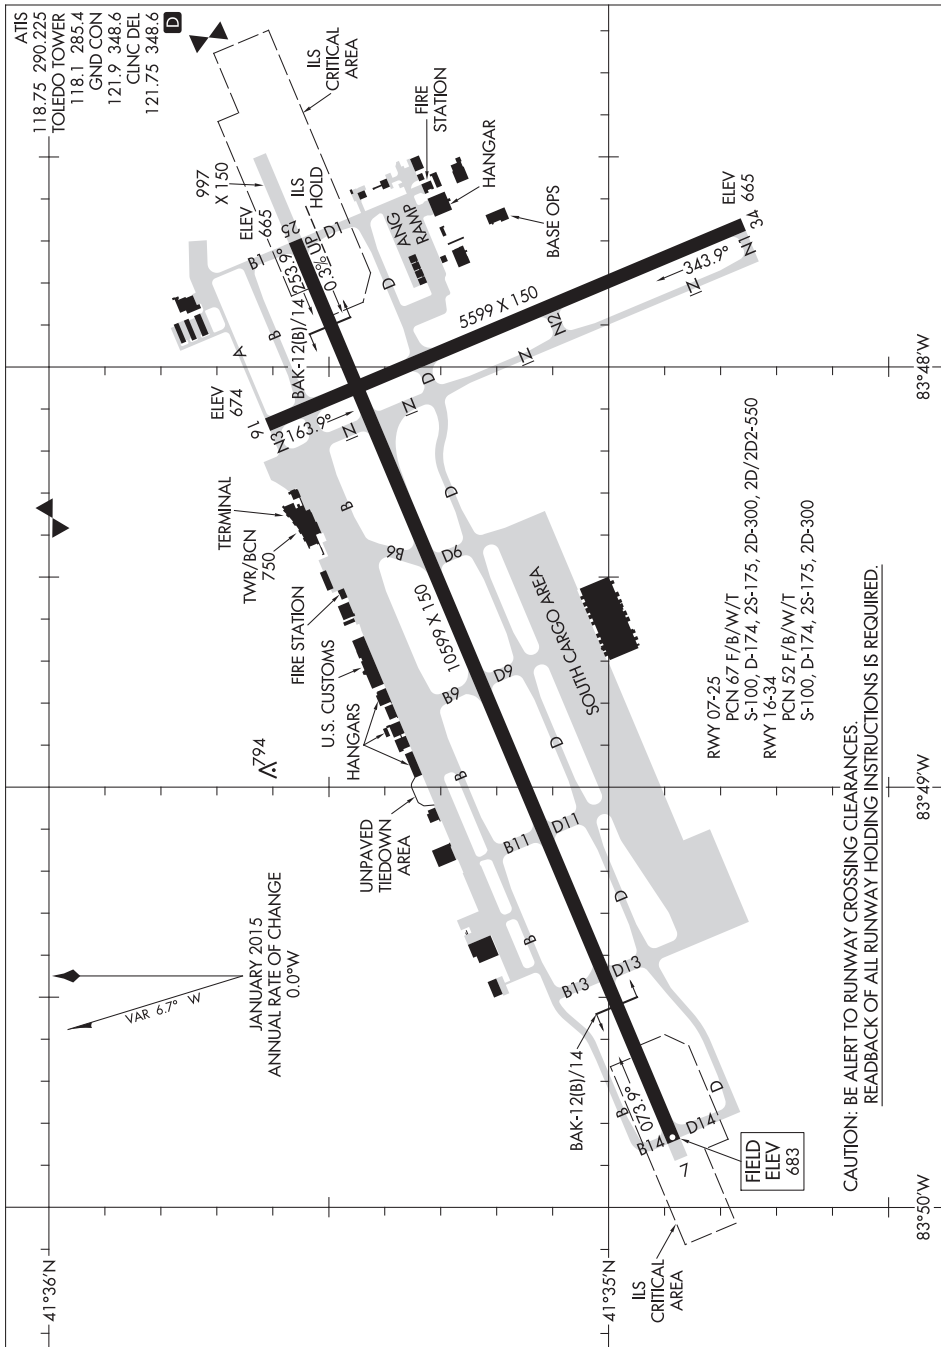 ATIS
118.75 290.225
TOLEDO TOWER
118.1 285.4
GND CON
121.9 348.6
CLNC DEL
121.75 348.6
D
ILS
CRITICAL
AREA
997
X 150
ELEV
665
ILS
HOLD
FIRE
STATION
HANGAR
BASE OPS
ANG
RAMP
25
B1
D1
253.9°
0.3% UP
BAK-12(B)/14
A
B
D
ELEV
674
16
N3
163.9°
N
N
D
5599 X 150
N
N2
N
343.9°
N1
34
ELEV
665
TERMINAL
TWR/BCN
750
FIRE STATION
U.S. CUSTOMS
HANGARS
794
UNPAVED
TIEDOWN
AREA
B
B6
D6
D
10599 X 150
B9
D9
SOUTH CARGO AREA
B
D
B11
D11
B
D
B13
D13
BAK-12(B)/14
B
073.9°
D
B14
D14
7
FIELD
ELEV
683
ILS
CRITICAL
AREA
JANUARY 2015
ANNUAL RATE OF CHANGE
0.0°W
VAR 6.7° W
RWY 07-25
PCN 67 F/B/W/T
S-100, D-174, 2S-175, 2D-300, 2D/2D2-550
RWY 16-34
PCN 52 F/B/W/T
S-100, D-174, 2S-175, 2D-300
CAUTION: BE ALERT TO RUNWAY CROSSING CLEARANCES.
READBACK OF ALL RUNWAY HOLDING INSTRUCTIONS IS REQUIRED.
41°36'N
41°35'N
83°50'W
83°49'W
83°48'W